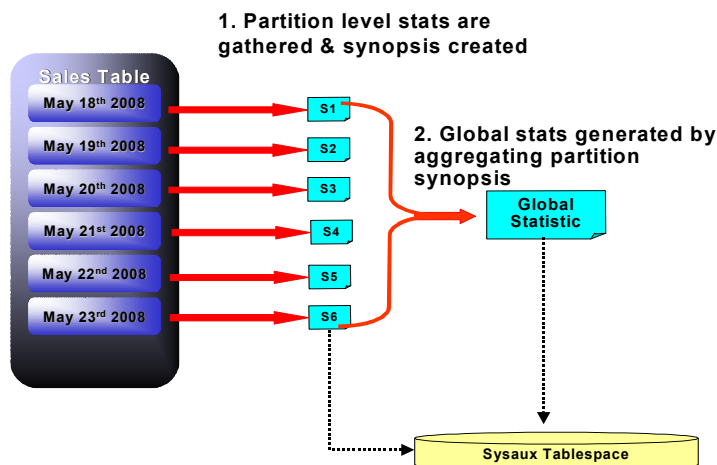 1. Partition level stats are
gathered & synopsis created
Sales Table
May 18th 2008
S1
May 19th 2008
S2
2. Global stats generated by
aggregating partition
synopsis
May 20th 2008
S3
Global
Statistic
May 21st 2008
S4
May 22nd 2008
S5
May 23rd 2008
S6
Sysaux Tablespace